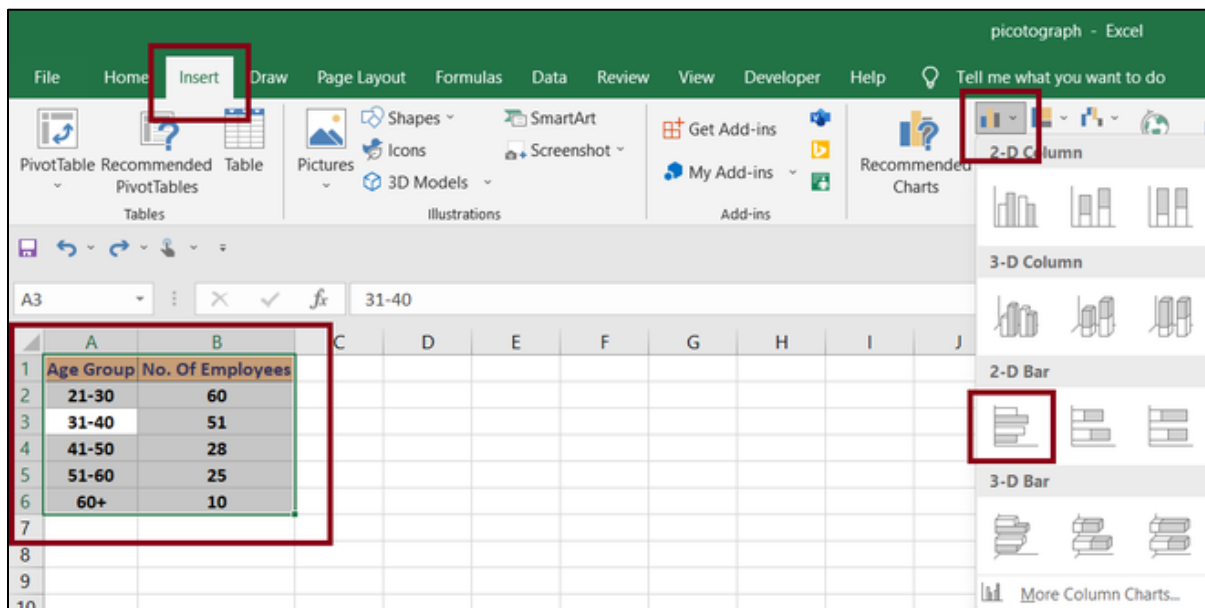 picotograph - Excel
File Home Insert Draw Page Layout Formulas Data Review View Developer Help Tell me what you want to do
PivotTable Recommended PivotTables Table
Tables
Pictures Shapes Icons 3D Models SmartArt Screenshot
Illustrations
Get Add-ins
My Add-ins
Add-ins
Recommended Charts
A3 fx 31-40
A B C D E F G H I J
1 Age Group No. Of Employees
2 21-30 60
3 31-40 51
4 41-50 28
5 51-60 25
6 60+ 10
7
8
9
10
2-D Column
3-D Column
2-D Bar
3-D Bar
More Column Charts...